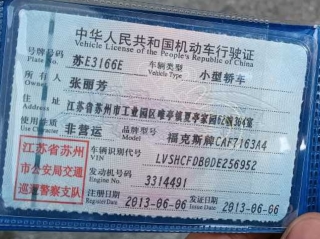 中华人民共和国机动车行驶证
Vehicle License of the People's Republic of China
号牌号码 苏E3166E 车辆类型 小型轿车
Plate No. Vehicle Type
所有人 张丽芳
Owner
住址 江苏省苏州市工业园区唯亭镇夏亭家园62幢304室
Address
使用性质 非营运 品牌型号 福克斯牌CAF7163A4
Use Character Model
江苏省苏州 车辆识别代号 LVSHCFDB0DE256952
VIN
市公安局交通 发动机号码 3314491
Engine No.
巡逻警察支队 注册日期 2013-06-06 发证日期 2013-06-06
Register Date Issue Date